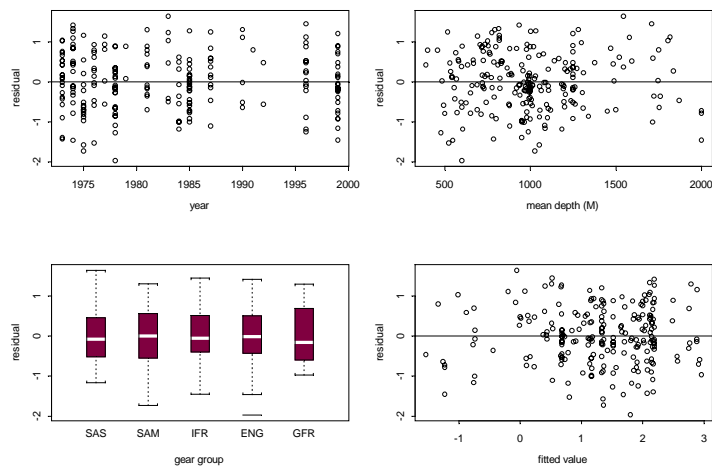 residual
1
0
-1
-2
1975 1980 1985 1990 1995 2000
year
residual
1
0
-1
-2
500 1000 1500 2000
mean depth (M)
residual
1
0
-1
-2
SAS SAM IFR ENG GFR
gear group
residual
1
0
-1
-2
-1 0 1 2 3
fitted value